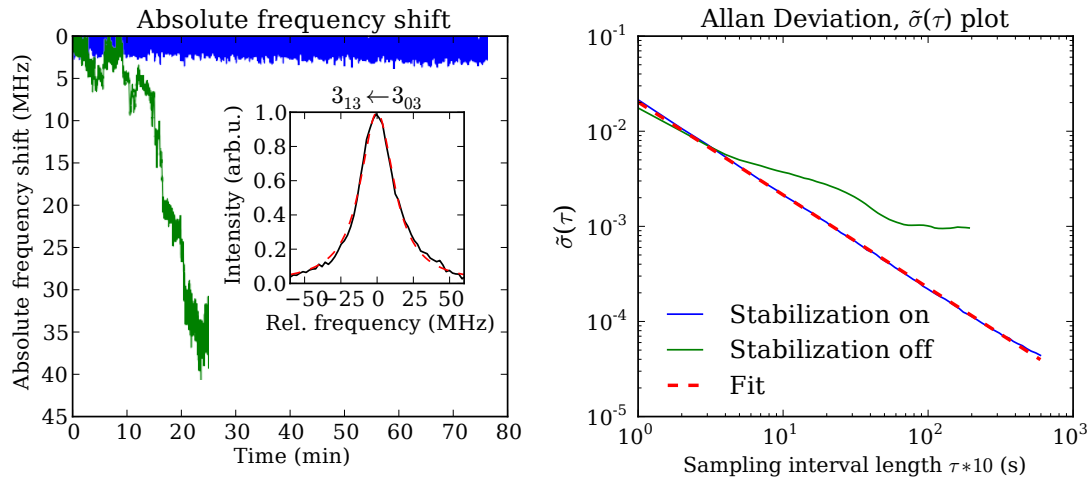 Absolute frequency shift
Absolute frequency shift (MHz)
0
5
10
15
20
25
30
35
40
45
0 10 20 30 40 50 60 70 80
Time (min)
3₁₃←3₀₃
Intensity (arb.u.)
1.0
0.8
0.6
0.4
0.2
0.0
−50 −25 0 25 50
Rel. frequency (MHz)
Allan Deviation, σ̃(τ) plot
σ̃(τ)
10⁻¹
10⁻²
10⁻³
10⁻⁴
10⁻⁵
10⁰ 10¹ 10² 10³
Sampling interval length τ∗10 (s)
Stabilization on
Stabilization off
Fit